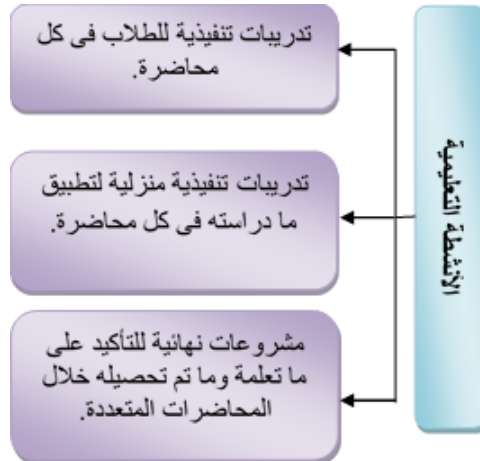 الأنشطة التعليمية
تدريبات تنفيذية للطلاب فى كل
محاضرة.
تدريبات تنفيذية منزلية لتطبيق
ما دراسته فى كل محاضرة.
مشروعات نهائية للتأكيد على
ما تعلمة وما تم تحصيله خلال
المحاضرات المتعددة.